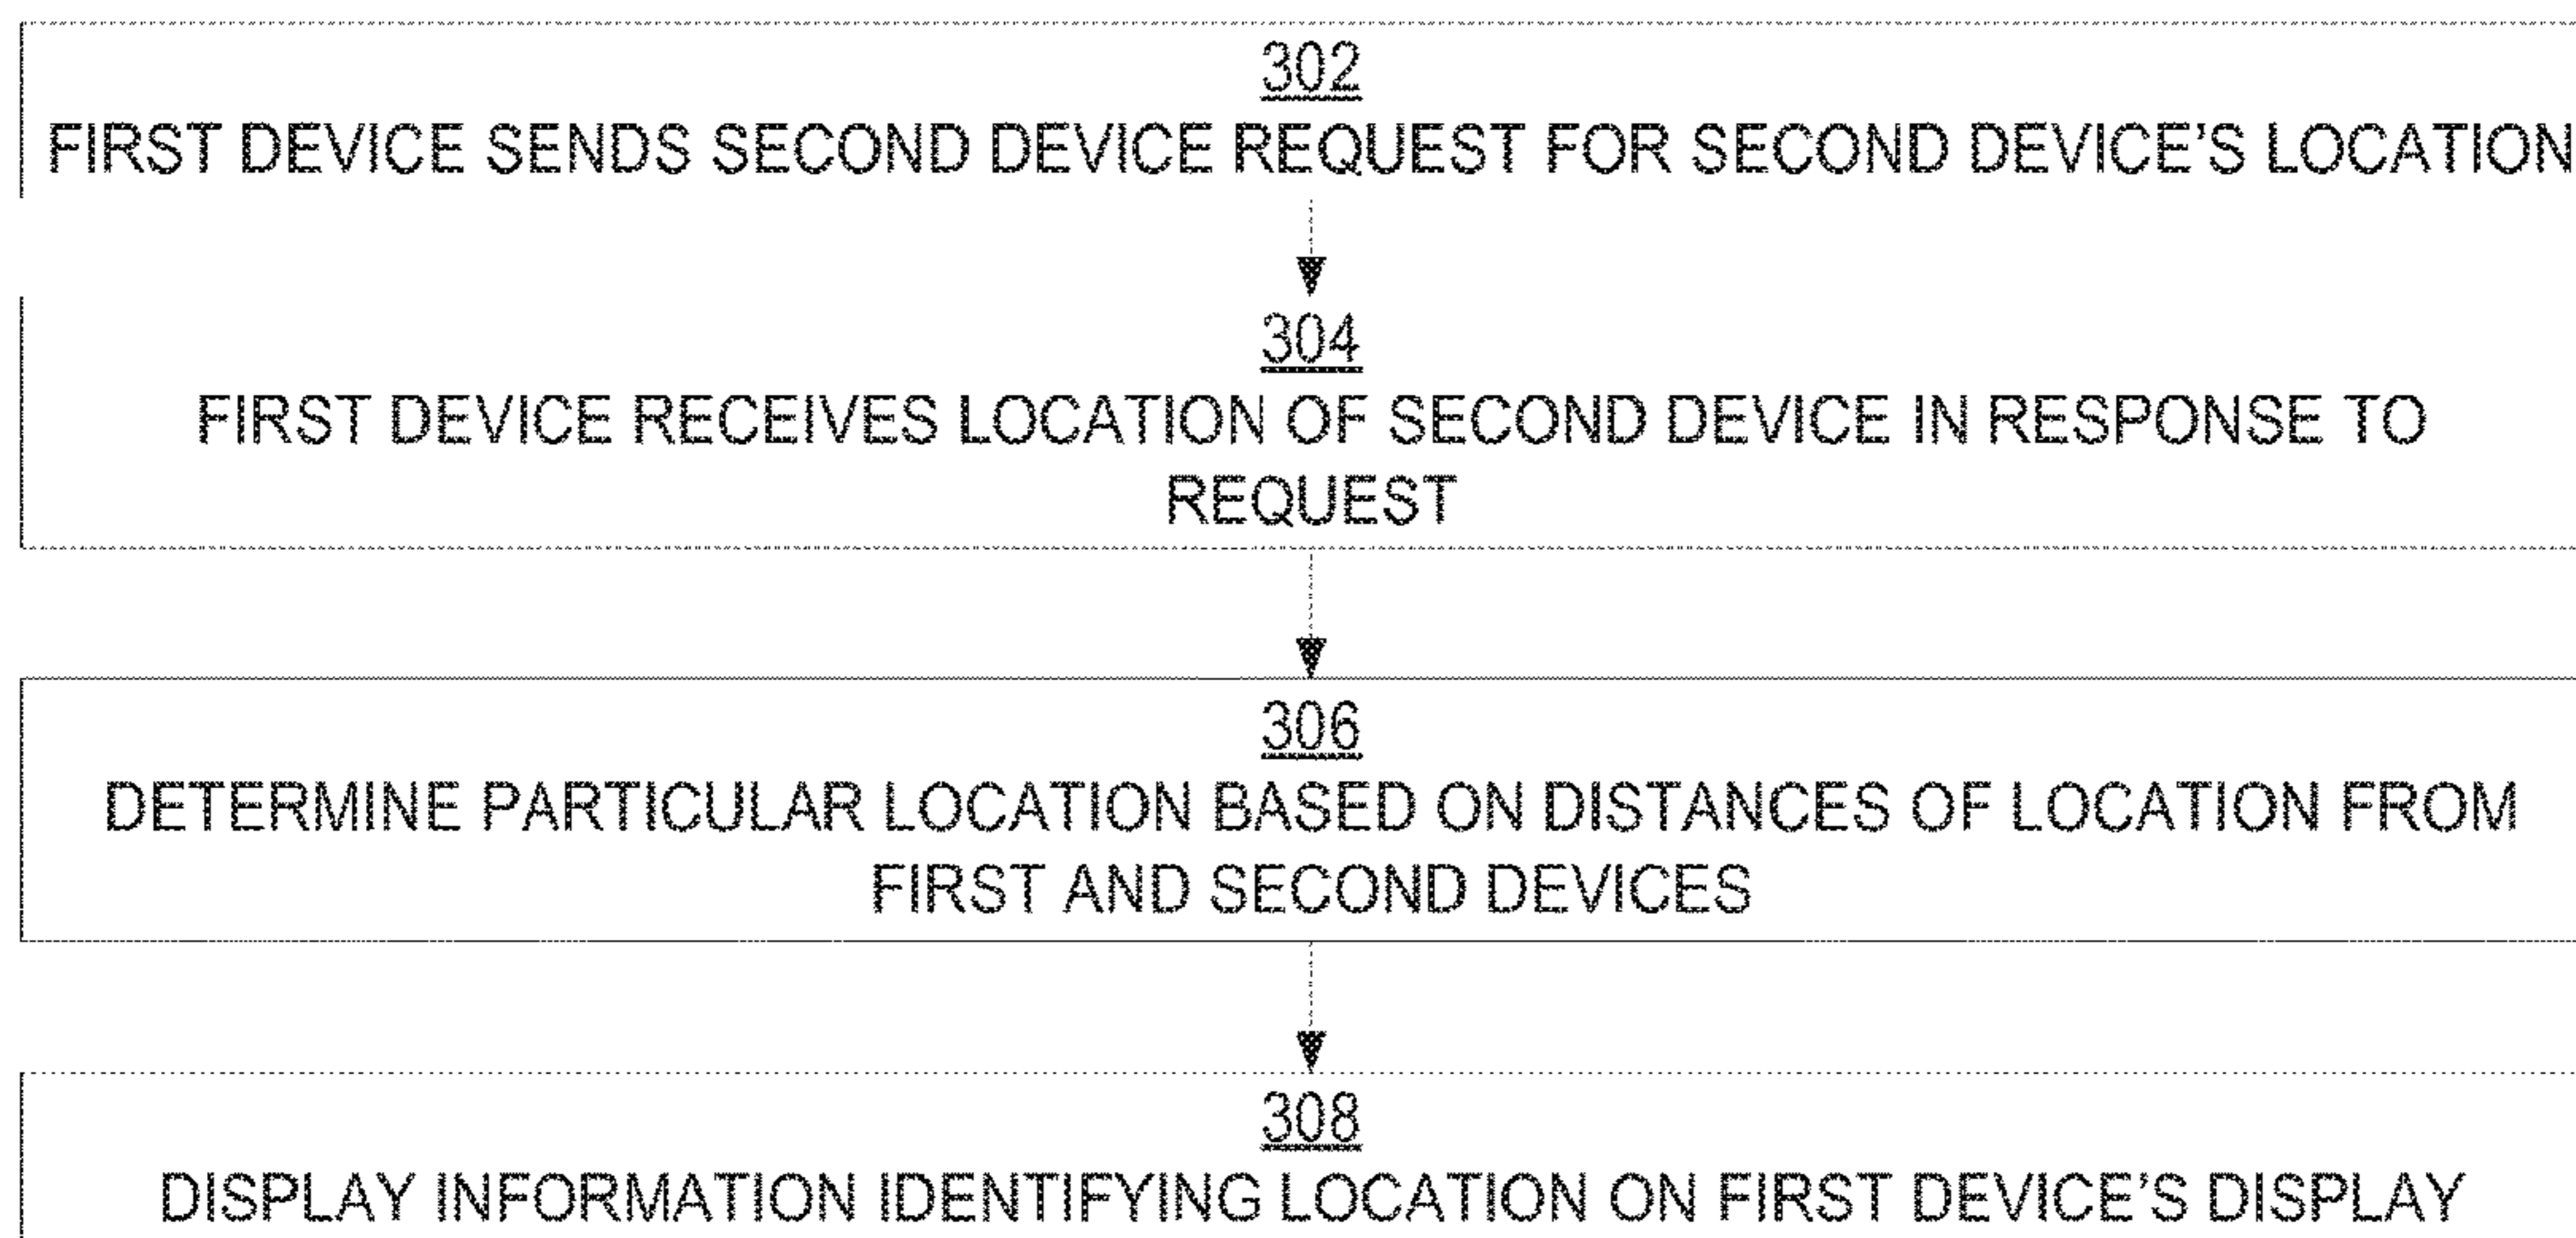 302
FIRST DEVICE SENDS SECOND DEVICE REQUEST FOR SECOND DEVICE'S LOCATION
304
FIRST DEVICE RECEIVES LOCATION OF SECOND DEVICE IN RESPONSE TO
REQUEST
306
DETERMINE PARTICULAR LOCATION BASED ON DISTANCES OF LOCATION FROM
FIRST AND SECOND DEVICES
308
DISPLAY INFORMATION IDENTIFYING LOCATION ON FIRST DEVICE'S DISPLAY